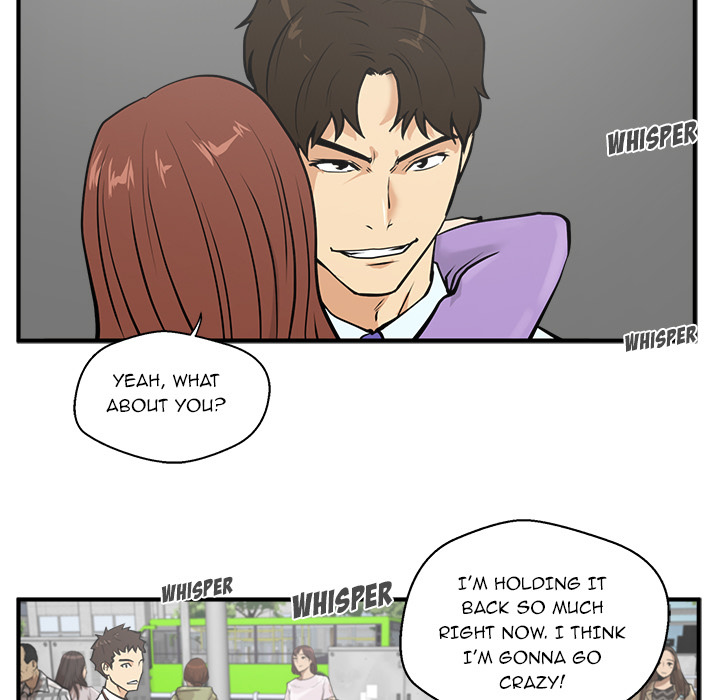 WHISPER
WHISPER
YEAH, WHAT
ABOUT YOU?
WHISPER
WHISPER
I'M HOLDING IT
BACK SO MUCH
RIGHT NOW. I THINK
I'M GONNA GO
CRAZY!